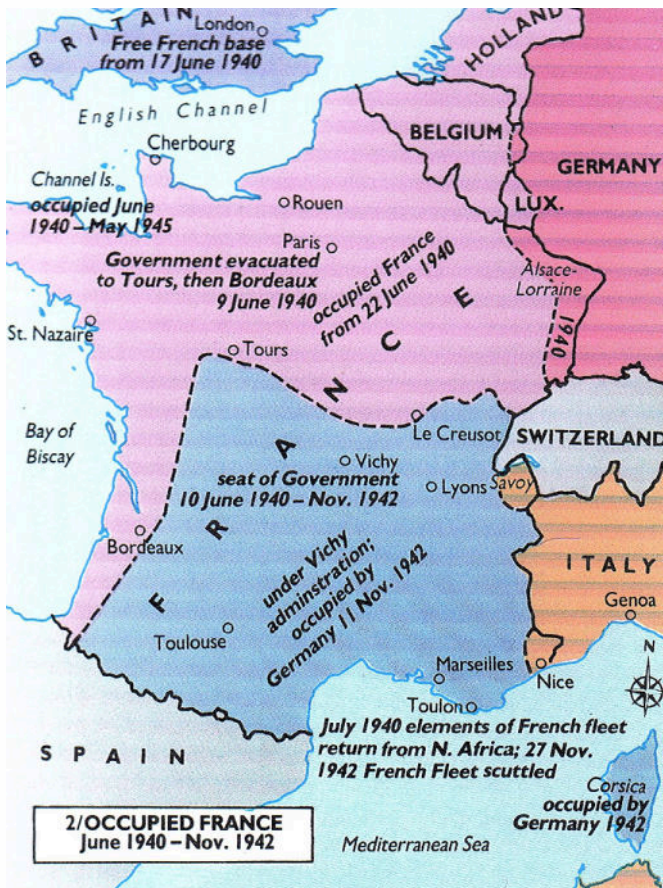 BRITAIN
London
Free French base
from 17 June 1940
HOLLAND
English Channel
Cherbourg
BELGIUM
GERMANY
Channel Is.
occupied June
1940 – May 1945
Rouen
LUX.
Paris
Government evacuated
to Tours, then Bordeaux
9 June 1940
occupied France
from 22 June 1940
Alsace-
Lorraine
1940
St. Nazaire
Tours
FRANCE
Le Creusot
SWITZERLAND
Bay of
Biscay
Vichy
seat of Government
10 June 1940 – Nov. 1942
Lyons
Savoy
Bordeaux
under Vichy
adminstration;
occupied by
Germany 11 Nov. 1942
ITALY
Genoa
Toulouse
Marseilles
Nice
N
Toulon
July 1940 elements of French fleet
return from N. Africa; 27 Nov.
1942 French Fleet scuttled
SPAIN
Corsica
occupied by
Germany 1942
2/OCCUPIED FRANCE
June 1940 – Nov. 1942
Mediterranean Sea